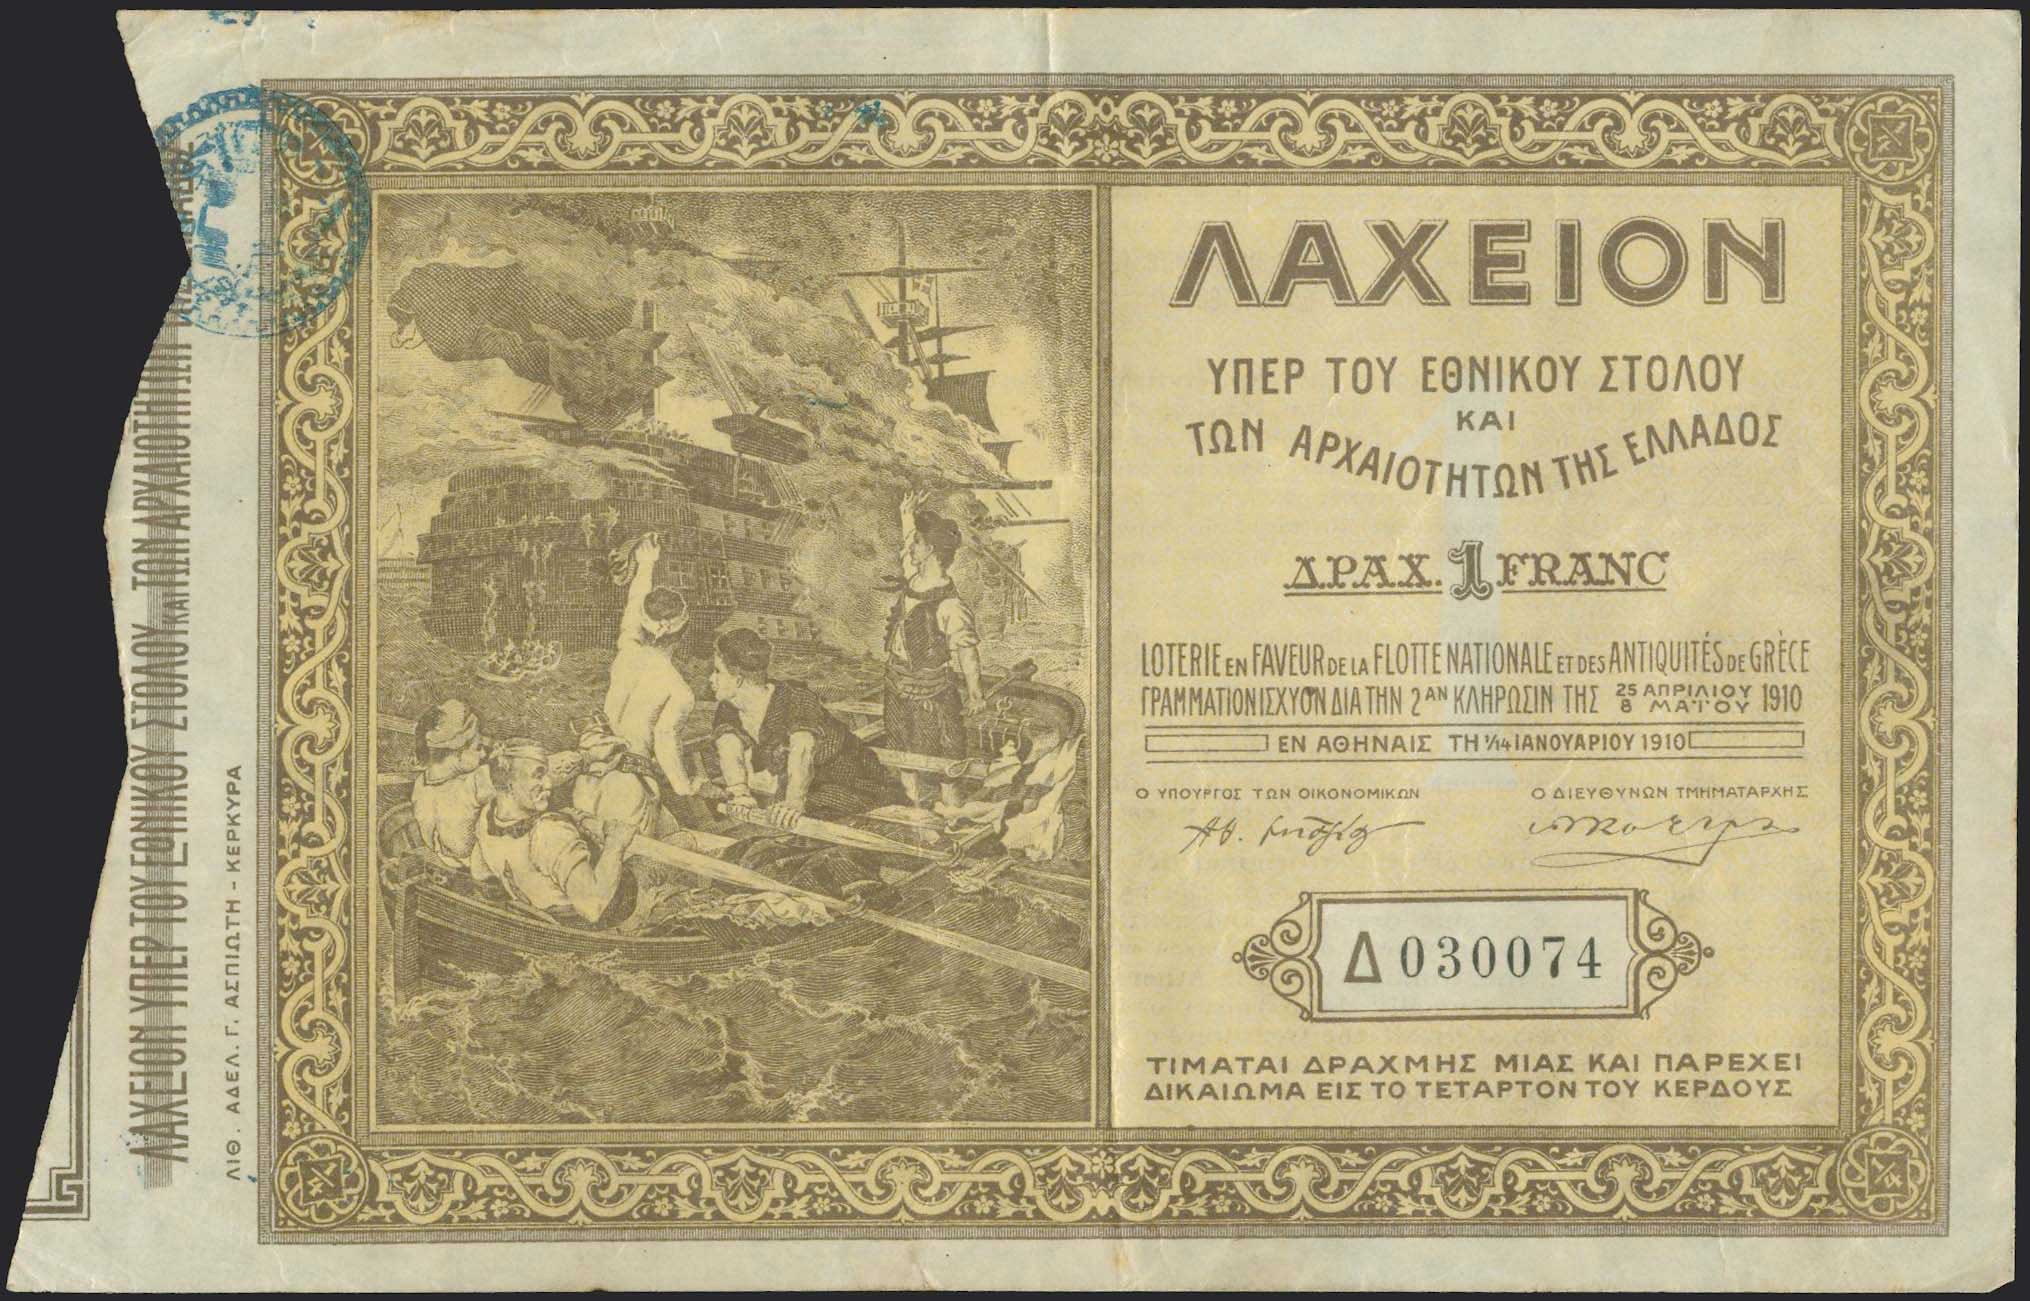 ΛΑΧΕΙΟΝ
ΥΠΕΡ ΤΟΥ ΕΘΝΙΚΟΥ ΣΤΟΛΟΥ
ΚΑΙ
ΤΩΝ ΑΡΧΑΙΟΤΗΤΩΝ ΤΗΣ ΕΛΛΑΔΟΣ
ΔΡΑΧ. 1 FRANC
LOTERIE EN FAVEUR DE LA FLOTTE NATIONALE ET DES ANTIQUITÉS DE GRÈCE
ΓΡΑΜΜΑΤΙΟΝ ΙΣΧΥΟΝ ΔΙΑ ΤΗΝ 2ΑΝ ΚΛΗΡΩΣΙΝ ΤΗΣ 25 ΑΠΡΙΛΙΟΥ / 8 ΜΑΪΟΥ 1910
ΕΝ ΑΘΗΝΑΙΣ ΤΗ 1/14 ΙΑΝΟΥΑΡΙΟΥ 1910
Ο ΥΠΟΥΡΓΟΣ ΤΩΝ ΟΙΚΟΝΟΜΙΚΩΝ
Ο ΔΙΕΥΘΥΝΩΝ ΤΜΗΜΑΤΑΡΧΗΣ
Δ 030074
ΤΙΜΑΤΑΙ ΔΡΑΧΜΗΣ ΜΙΑΣ ΚΑΙ ΠΑΡΕΧΕΙ
ΔΙΚΑΙΩΜΑ ΕΙΣ ΤΟ ΤΕΤΑΡΤΟΝ ΤΟΥ ΚΕΡΔΟΥΣ
ΛΑΧΕΙΟΝ ΥΠΕΡ ΤΟΥ ΕΘΝΙΚΟΥ ΣΤΟΛΟΥ ΚΑΙ ΤΩΝ ΑΡΧΑΙΟΤΗΤΩΝ
ΛΙΘ. ΑΔΕΛ. Γ. ΑΣΠΙΩΤΗ - ΚΕΡΚΥΡΑ